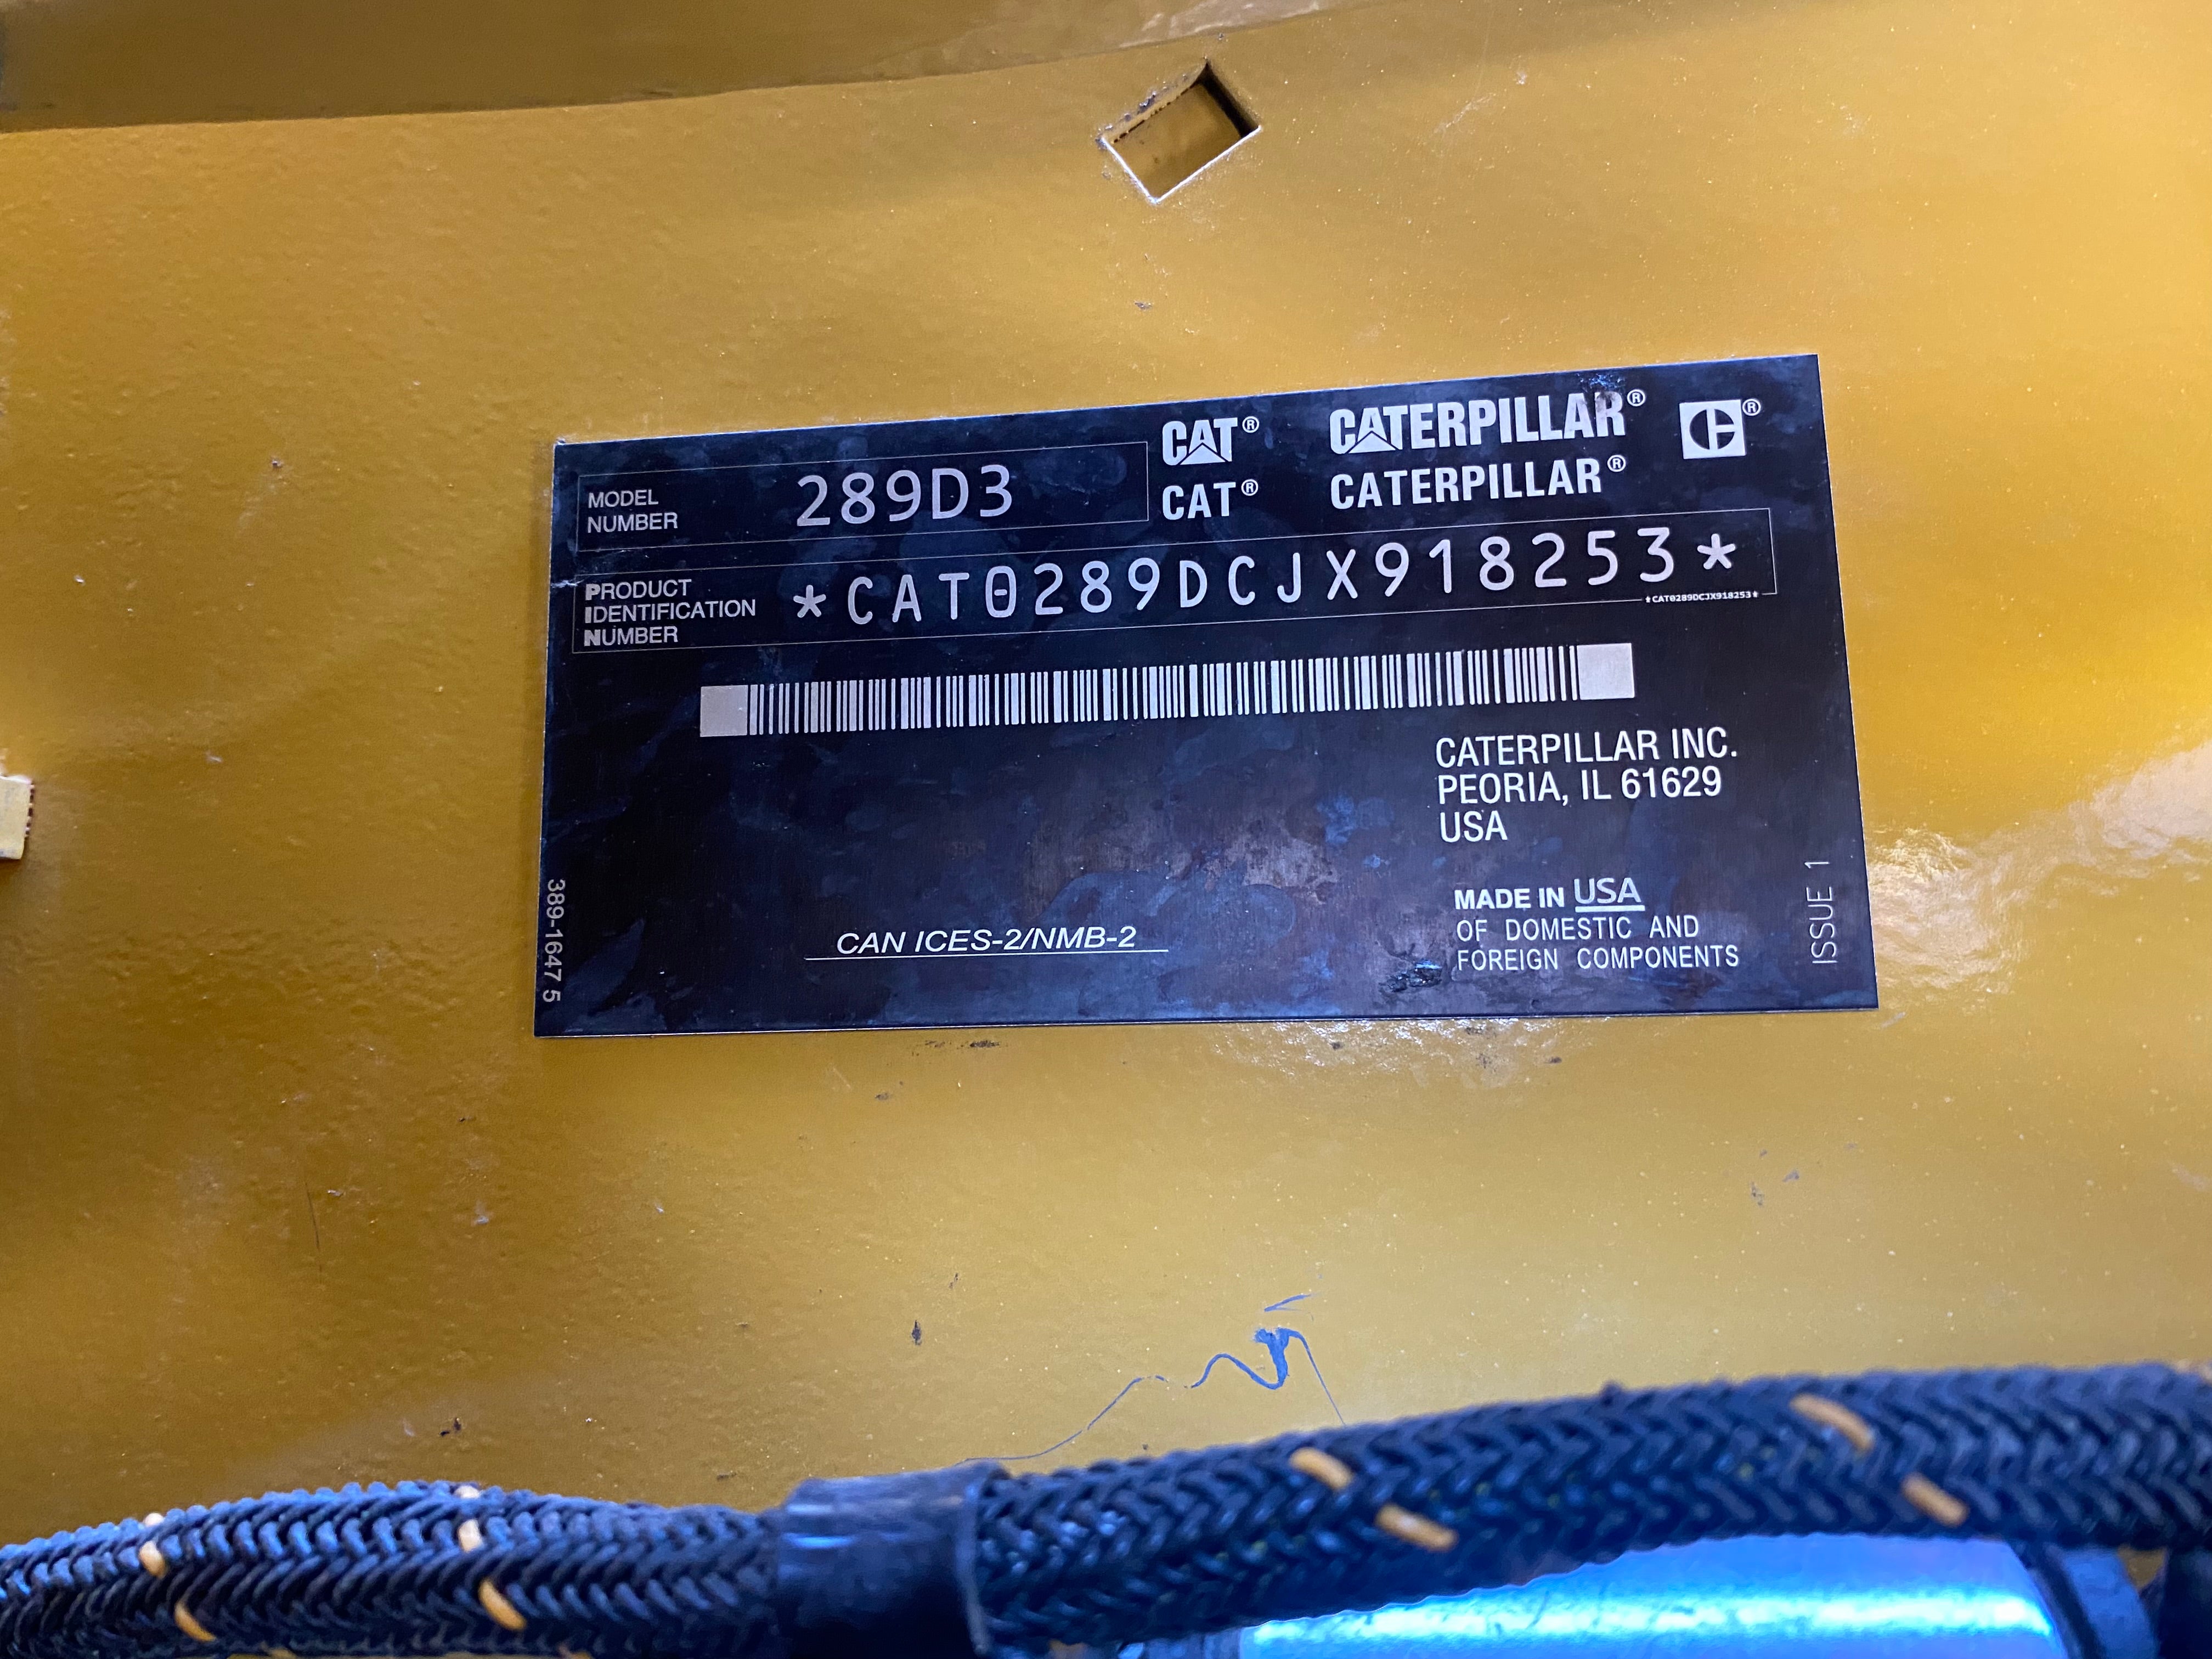 MODEL
NUMBER
289D3
CAT® CATERPILLAR® C®
CAT® CATERPILLAR®
PRODUCT
IDENTIFICATION
NUMBER
*CAT0289DCJX918253*
*CAT0289DCJX918253*
CATERPILLAR INC.
PEORIA, IL 61629
USA
MADE IN USA
OF DOMESTIC AND
FOREIGN COMPONENTS
CAN ICES-2/NMB-2
389-1647 5
ISSUE 1